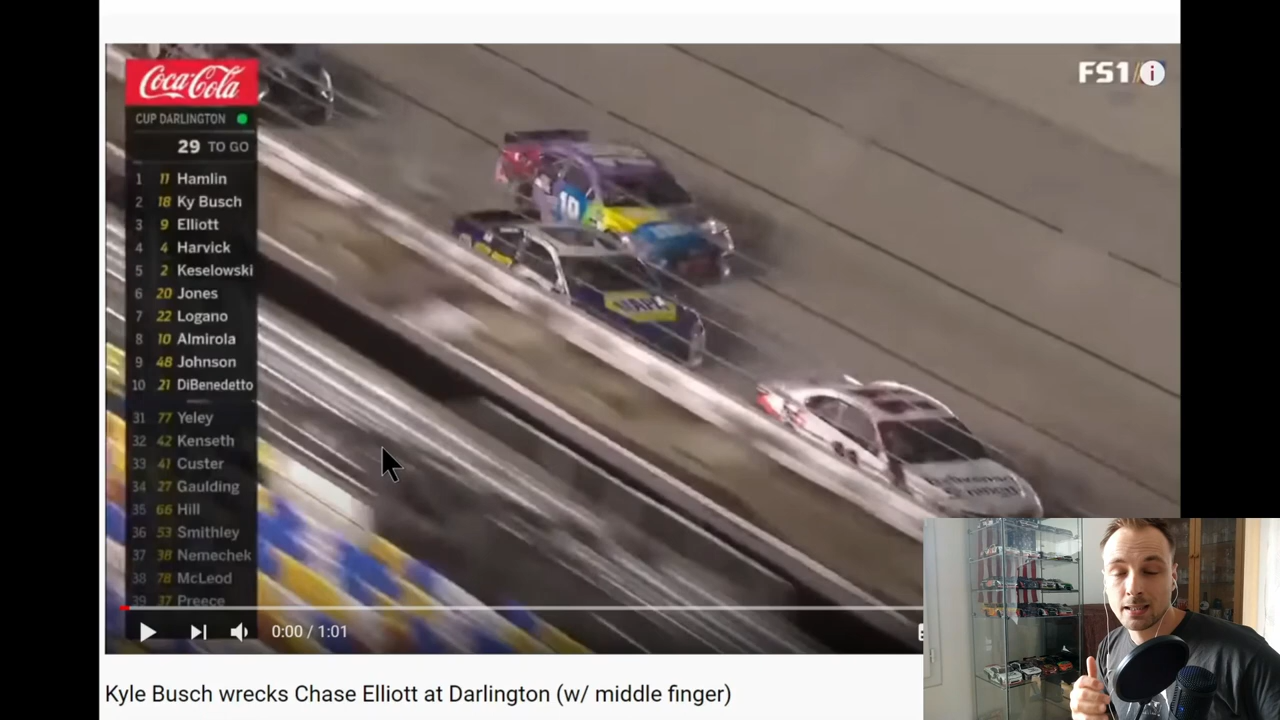 Coca-Cola
FS1
i
CUP DARLINGTON
29 TO GO
1 11 Hamlin
2 18 Ky Busch
3 9 Elliott
4 4 Harvick
5 2 Keselowski
6 20 Jones
7 22 Logano
8 10 Almirola
9 48 Johnson
10 21 DiBenedetto
31 77 Yeley
32 42 Kenseth
33 41 Custer
34 27 Gaulding
35 66 Hill
36 53 Smithley
37 38 Nemechek
38 78 McLeod
39 37 Preece
NAPA
0:00 / 1:01
Kyle Busch wrecks Chase Elliott at Darlington (w/ middle finger)